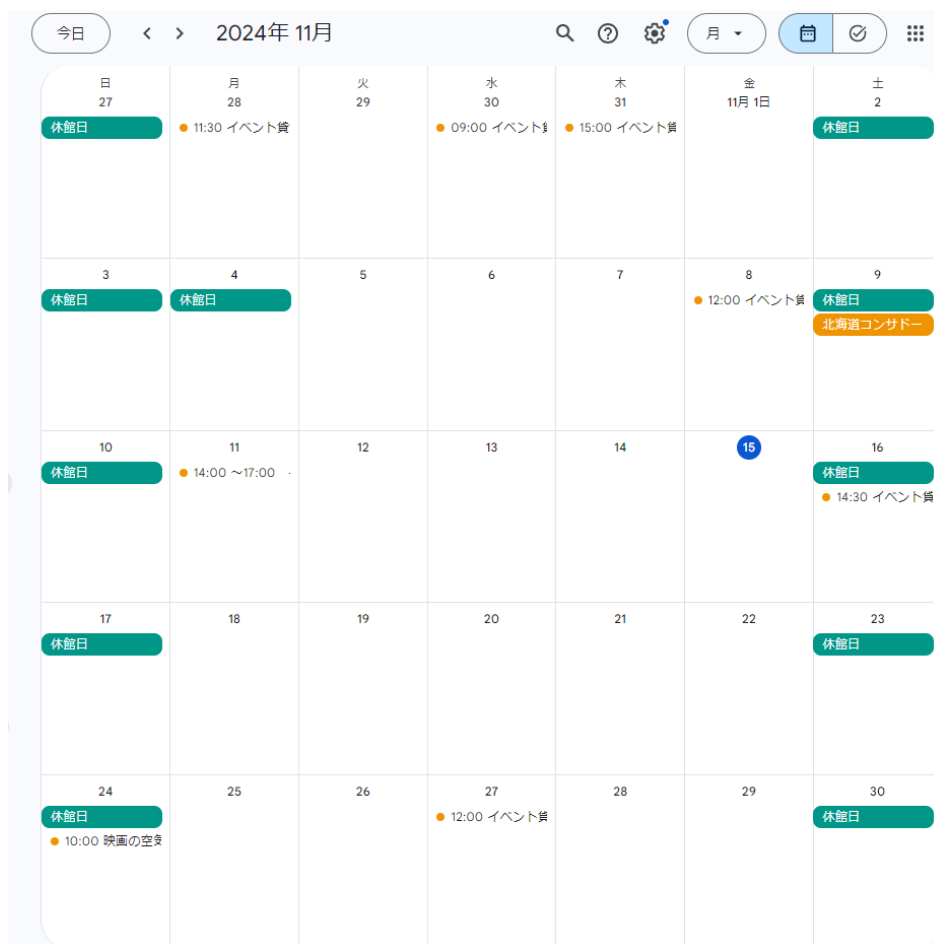 今日 2024年 11月 月
日 月 火 水 木 金 土
27 28 29 30 31 11月 1日 2
休館日 11:30 イベント貸 09:00 イベント貸 15:00 イベント貸 休館日
3 4 5 6 7 8 9
休館日 休館日 12:00 イベント貸 休館日
北海道コンサドー
10 11 12 13 14 15 16
休館日 14:00 ～17:00 休館日
14:30 イベント貸
17 18 19 20 21 22 23
休館日 休館日
24 25 26 27 28 29 30
休館日 12:00 イベント貸 休館日
10:00 映画の空気